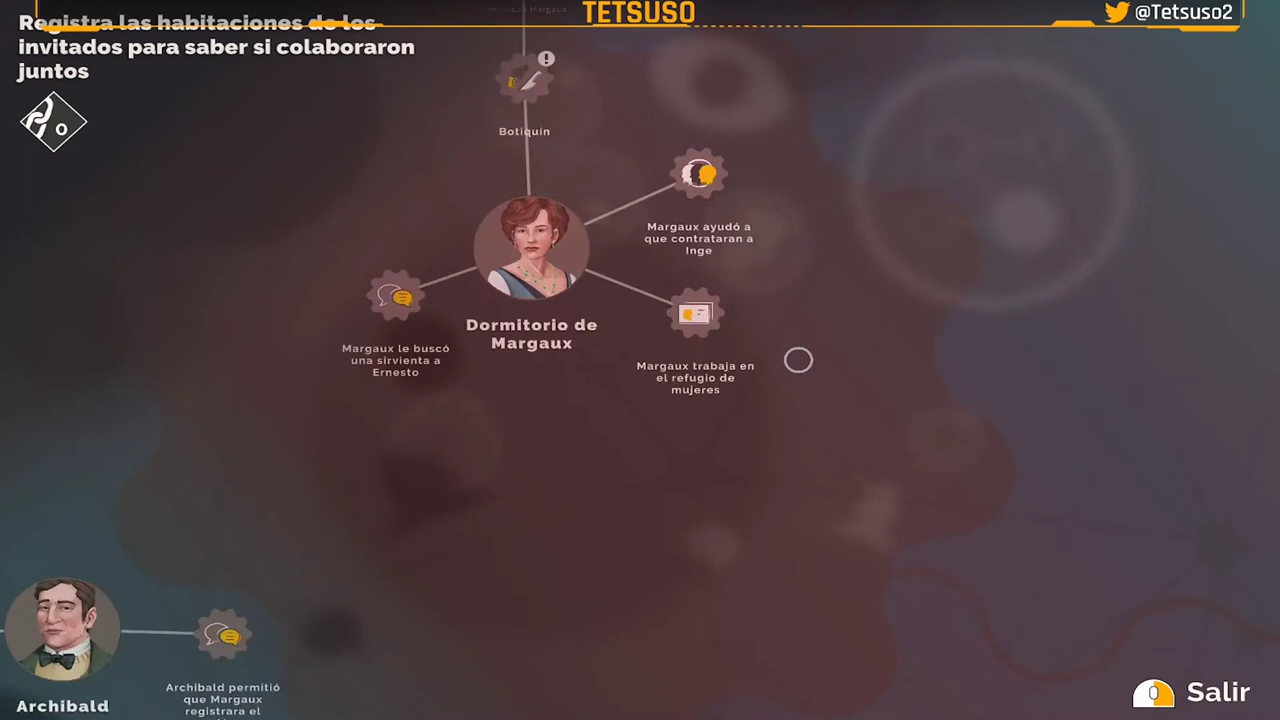 TETSUSO
@Tetsuso2
Registra las habitaciones de los
invitados para saber si colaboraron
juntos
0
Botiquín
Margaux ayudó a
que contrataran a
Inge
Dormitorio de
Margaux
Margaux le buscó
una sirvienta a
Ernesto
Margaux trabaja en
el refugio de
mujeres
Archibald
Archibald permitió
que Margaux
registrara el
Salir